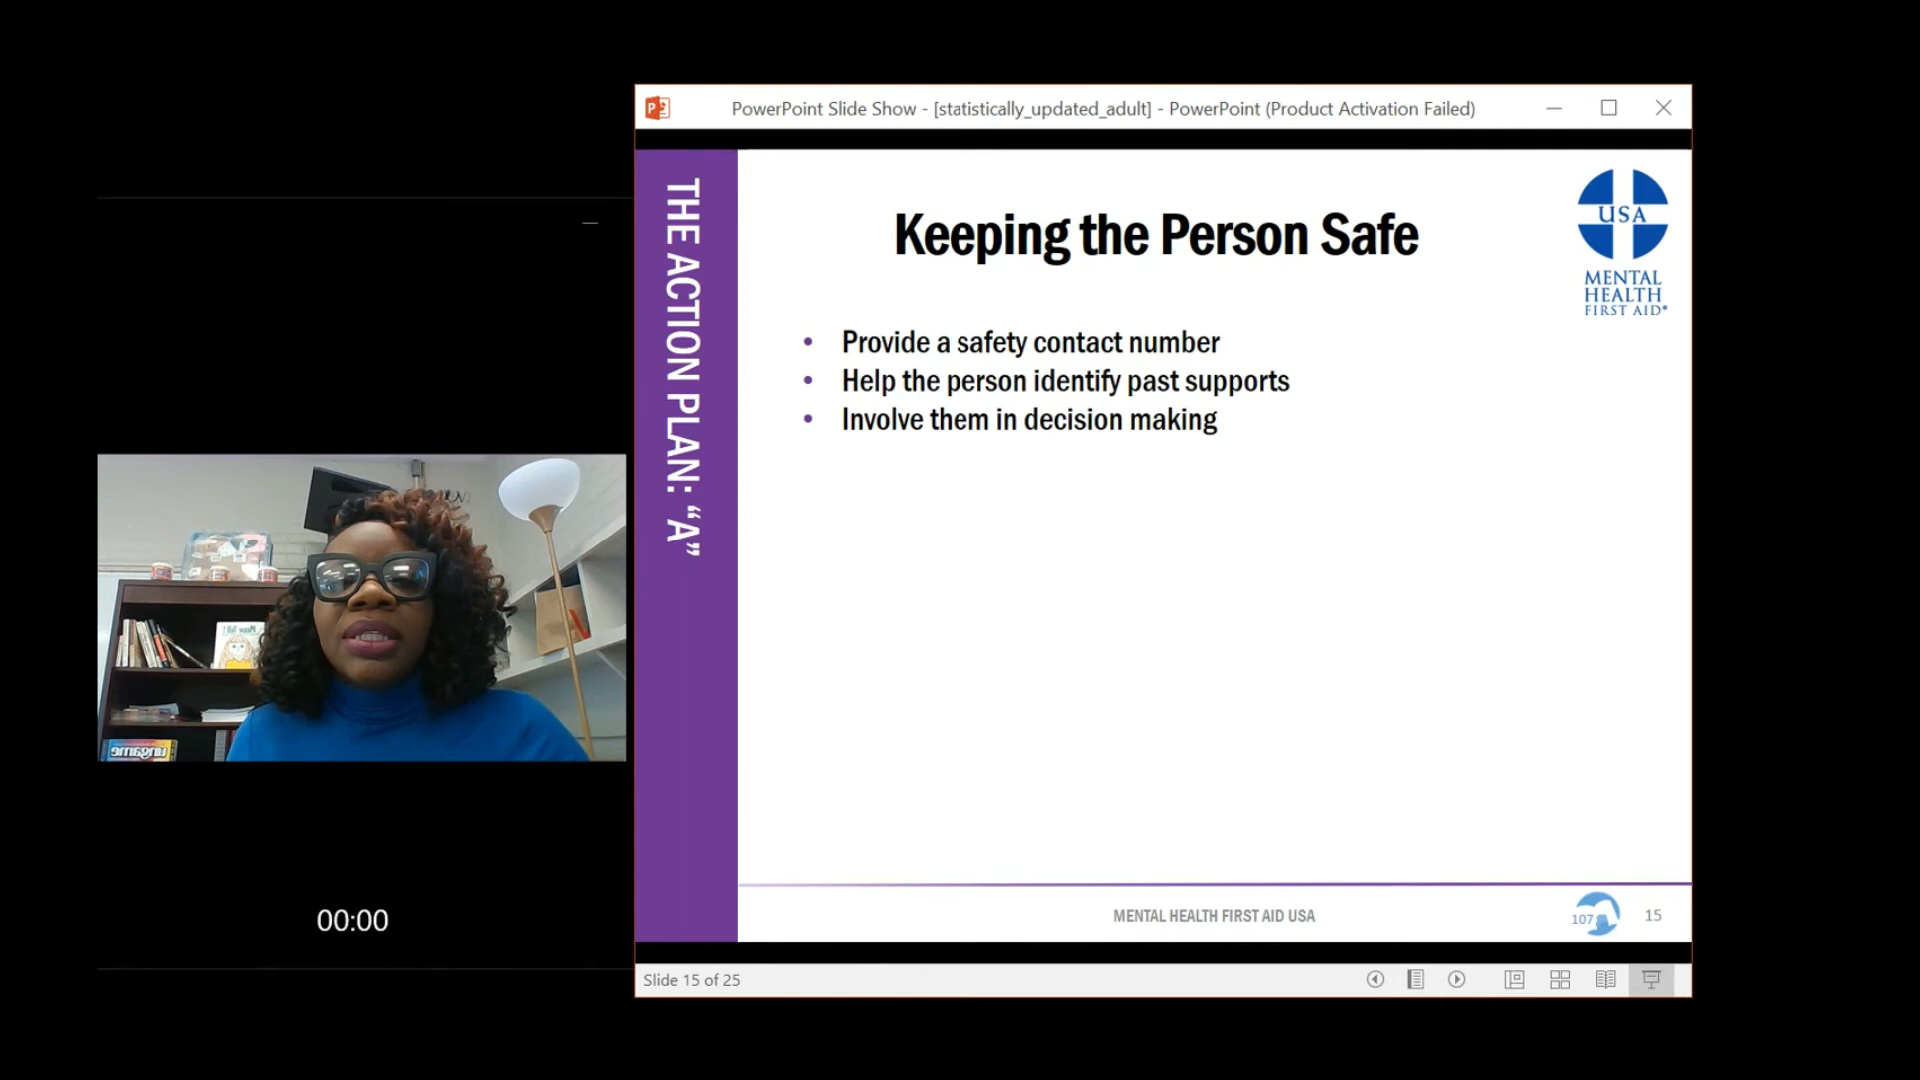 PowerPoint Slide Show - [statistically_updated_adult] - PowerPoint (Product Activation Failed)
THE ACTION PLAN: “A”
Keeping the Person Safe
USA
MENTAL
HEALTH
FIRST AID®
• Provide a safety contact number
• Help the person identify past supports
• Involve them in decision making
ungame
00:00
MENTAL HEALTH FIRST AID USA
107
15
Slide 15 of 25